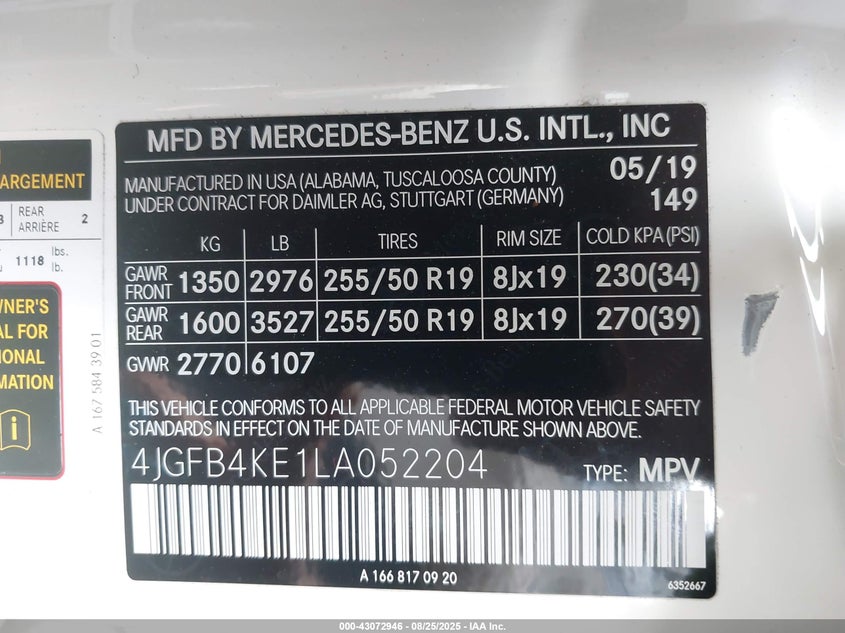 ARGEMENT
3 REAR
ARRIÈRE 2
1118 lbs.
lb.
WNER'S
AL FOR
IONAL
RMATION
A 167 584 39 01
MFD BY MERCEDES-BENZ U.S. INTL., INC
MANUFACTURED IN USA (ALABAMA, TUSCALOOSA COUNTY) 05/19
UNDER CONTRACT FOR DAIMLER AG, STUTTGART (GERMANY) 149
KG LB TIRES RIM SIZE COLD KPA (PSI)
GAWR FRONT 1350 2976 255/50 R19 8Jx19 230(34)
GAWR REAR 1600 3527 255/50 R19 8Jx19 270(39)
GVWR 2770 6107
THIS VEHICLE CONFORMS TO ALL APPLICABLE FEDERAL MOTOR VEHICLE SAFETY
STANDARDS IN EFFECT ON THE DATE OF MANUFACTURE SHOWN ABOVE.
4JGFB4KE1LA052204 TYPE: MPV
A 166 817 09 20
6352667
000-43072946 - 08/25/2025 - IAA Inc.